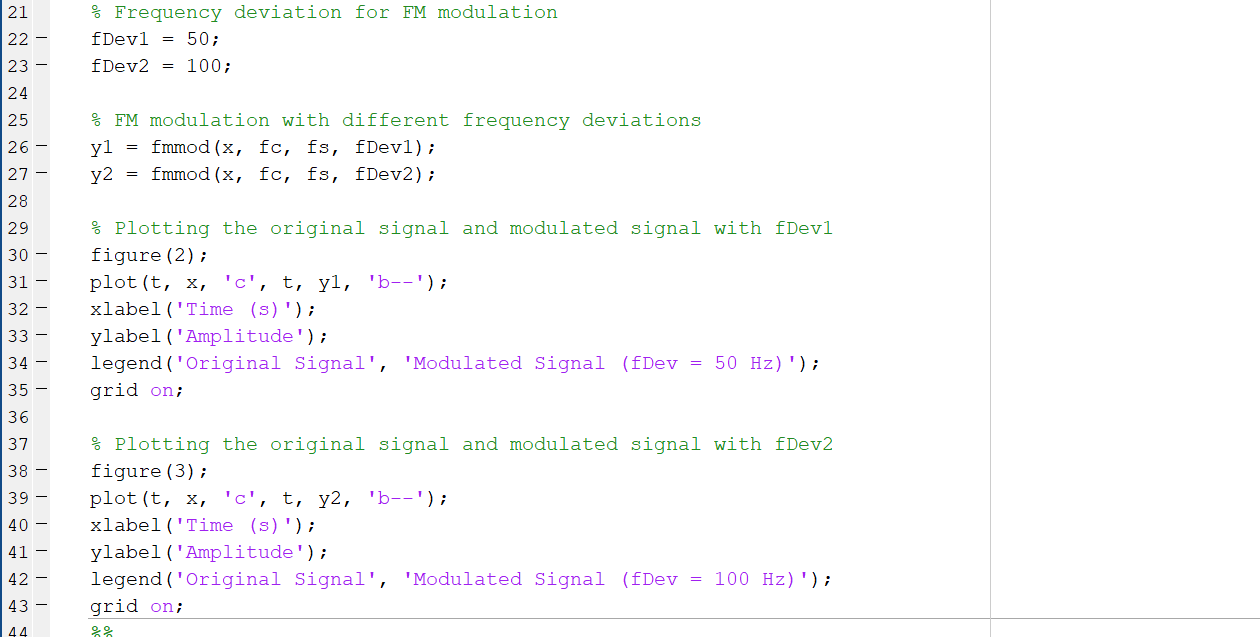 21 % Frequency deviation for FM modulation
22 – fDev1 = 50;
23 – fDev2 = 100;
24
25 % FM modulation with different frequency deviations
26 – y1 = fmmod(x, fc, fs, fDev1);
27 – y2 = fmmod(x, fc, fs, fDev2);
28
29 % Plotting the original signal and modulated signal with fDev1
30 – figure(2);
31 – plot(t, x, 'c', t, y1, 'b--');
32 – xlabel('Time (s)');
33 – ylabel('Amplitude');
34 – legend('Original Signal', 'Modulated Signal (fDev = 50 Hz)');
35 – grid on;
36
37 % Plotting the original signal and modulated signal with fDev2
38 – figure(3);
39 – plot(t, x, 'c', t, y2, 'b--');
40 – xlabel('Time (s)');
41 – ylabel('Amplitude');
42 – legend('Original Signal', 'Modulated Signal (fDev = 100 Hz)');
43 – grid on;
44 %%